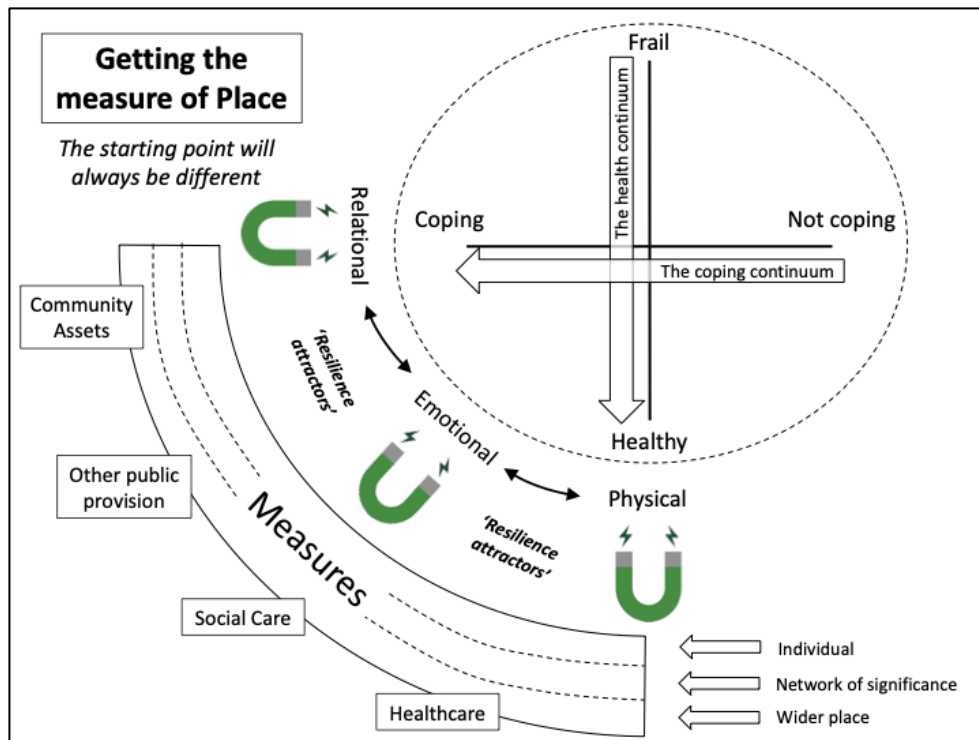 Getting the
measure of Place
The starting point will
always be different
Frail
The health continuum
Coping
Not coping
The coping continuum
Healthy
Relational
'Resilience
attractors'
Emotional
'Resilience
attractors'
Physical
Community
Assets
Other public
provision
Measures
Social Care
Healthcare
Individual
Network of significance
Wider place